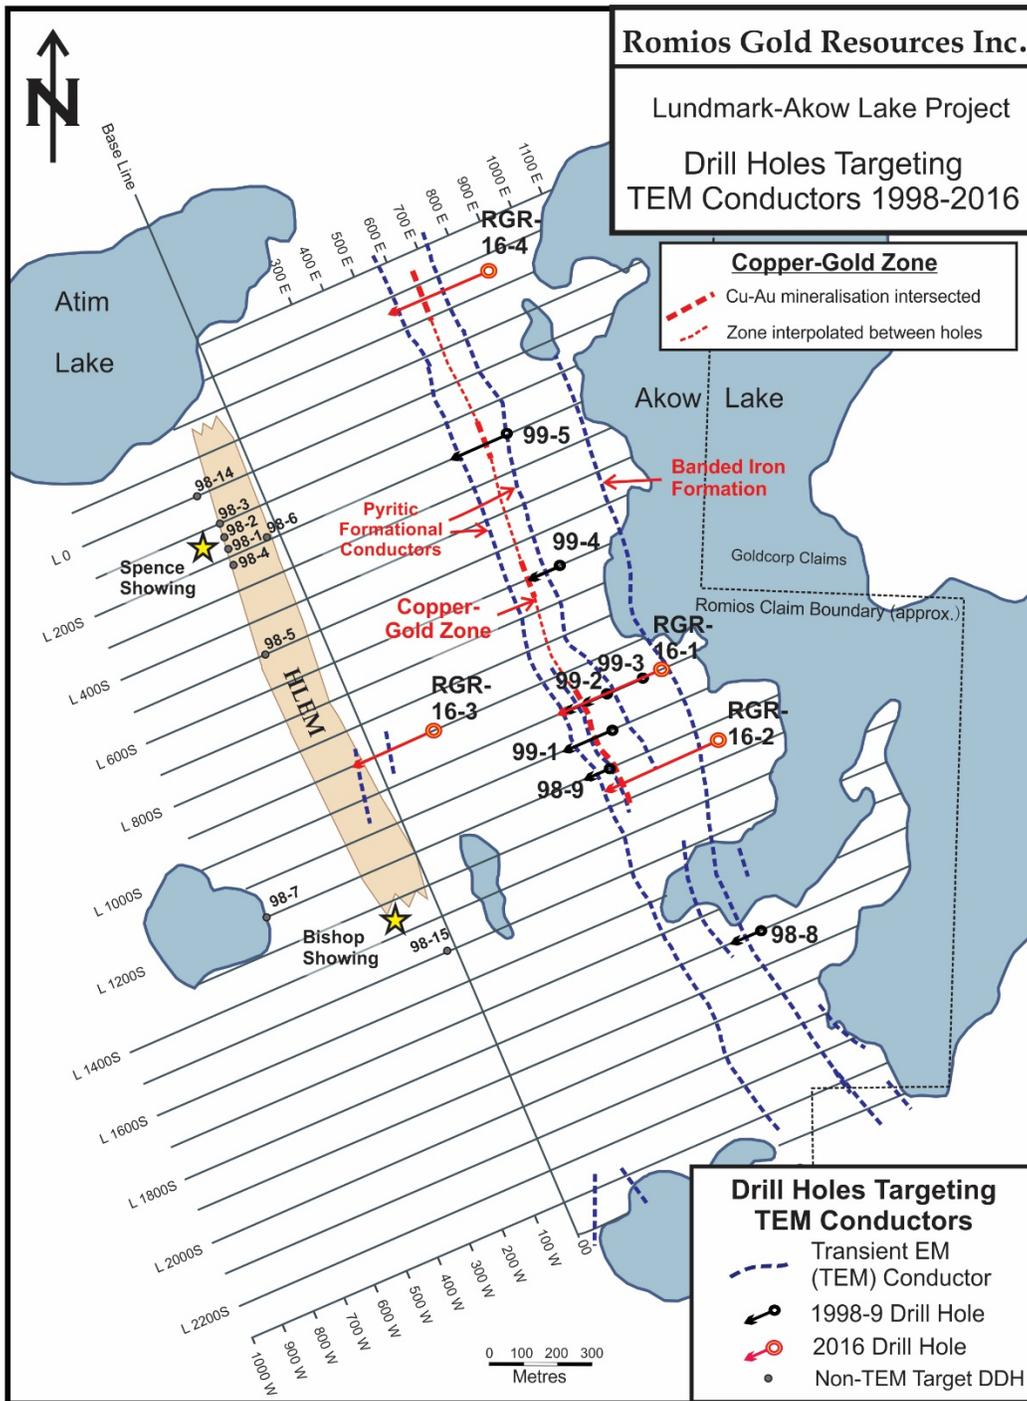 Romios Gold Resources Inc.
Lundmark-Akow Lake Project
Drill Holes Targeting
TEM Conductors 1998-2016
Copper-Gold Zone
Cu-Au mineralisation intersected
Zone interpolated between holes
N
Base Line
300 E
400 E
500 E
600 E
700 E
800 E
900 E
1000 E
1100 E
RGR-
16-4
Atim
Lake
Akow Lake
99-5
Banded Iron
Formation
98-14
98-3
98-2
98-6
98-1
98-4
Pyritic
Formational
Conductors
99-4
Goldcorp Claims
Spence
Showing
L 0
Copper-
Gold Zone
Romios Claim Boundary (approx.)
L 200S
RGR-
16-1
98-5
99-3
99-2
L 400S
HLEM
RGR-
16-3
RGR-
16-2
99-1
L 600S
98-9
L 800S
98-7
L 1000S
Bishop
Showing
98-15
98-8
L 1200S
L 1400S
L 1600S
L 1800S
L 2000S
L 2200S
00
100 W
200 W
300 W
400 W
500 W
600 W
700 W
800 W
900 W
1000 W
0 100 200 300
Metres
Drill Holes Targeting
TEM Conductors
Transient EM
(TEM) Conductor
1998-9 Drill Hole
2016 Drill Hole
Non-TEM Target DDH